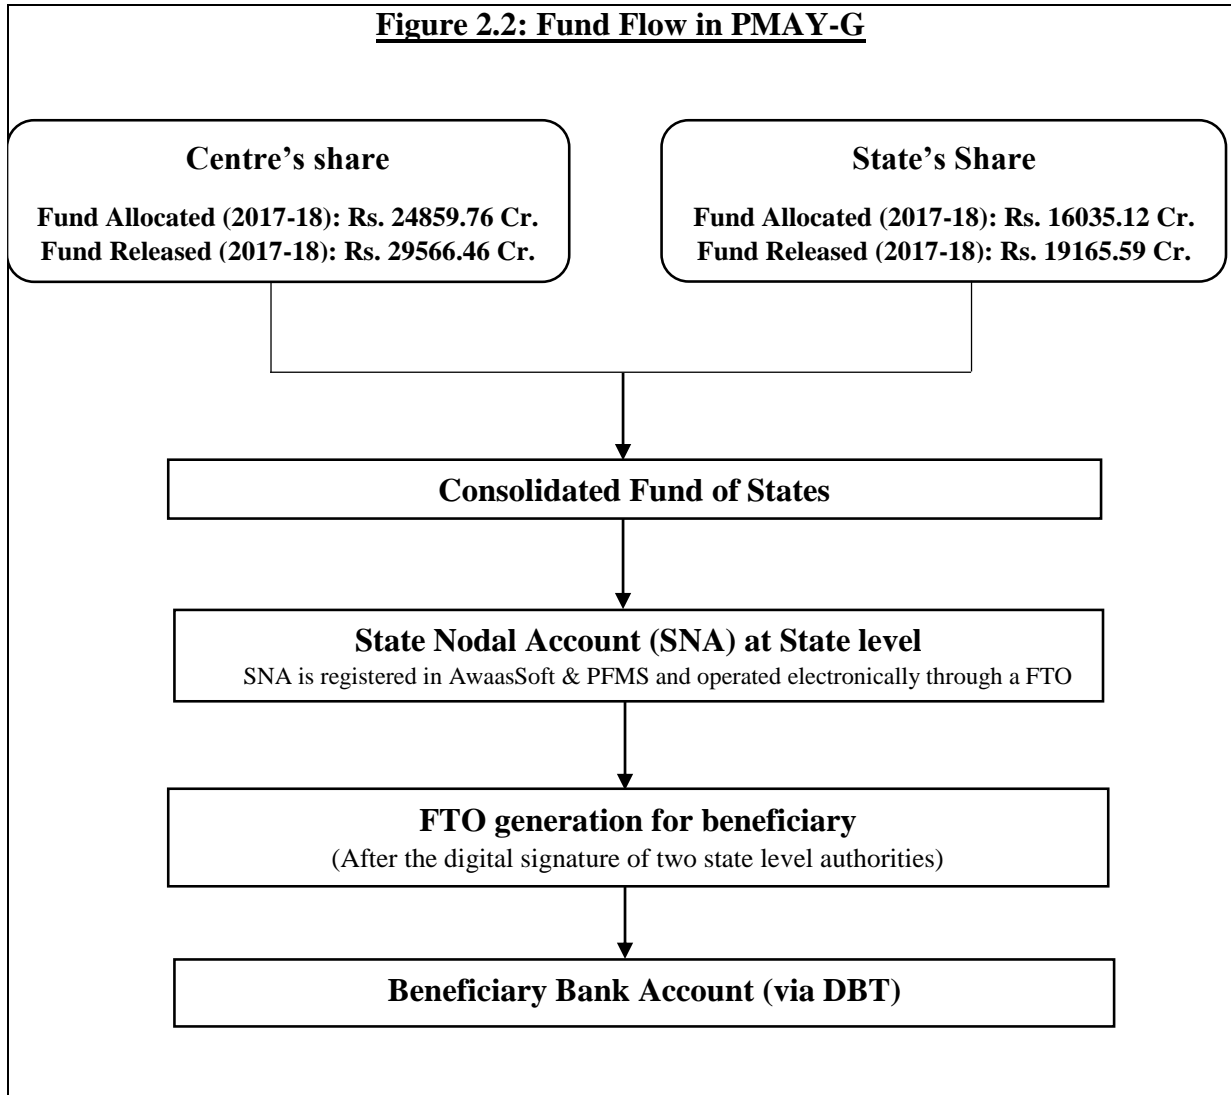 Figure 2.2: Fund Flow in PMAY-G
Centre’s share
Fund Allocated (2017-18): Rs. 24859.76 Cr.
Fund Released (2017-18): Rs. 29566.46 Cr.
State’s Share
Fund Allocated (2017-18): Rs. 16035.12 Cr.
Fund Released (2017-18): Rs. 19165.59 Cr.
Consolidated Fund of States
State Nodal Account (SNA) at State level
SNA is registered in AwaasSoft & PFMS and operated electronically through a FTO
FTO generation for beneficiary
(After the digital signature of two state level authorities)
Beneficiary Bank Account (via DBT)